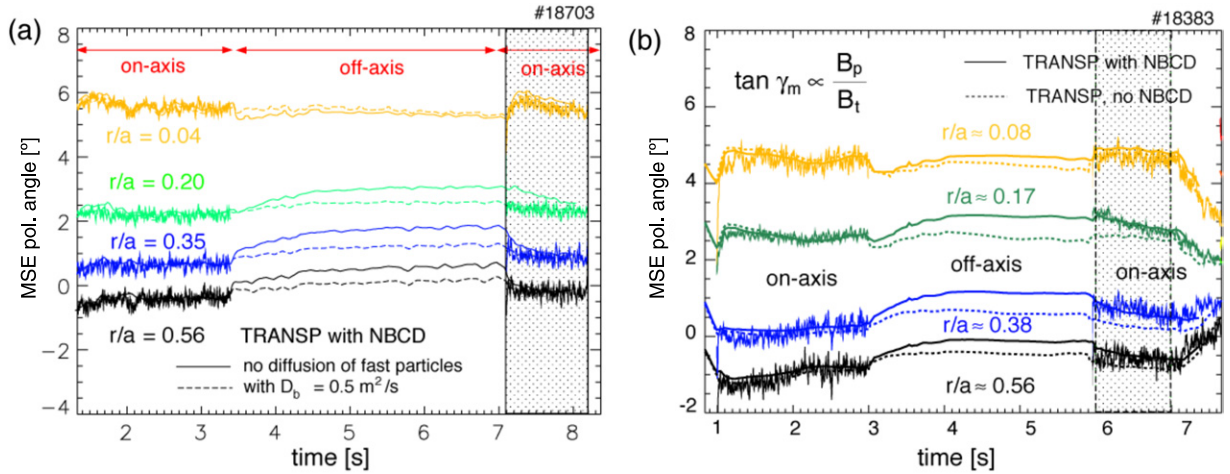 (a)
#18703
on-axis
off-axis
on-axis
r/a = 0.04
r/a = 0.20
r/a = 0.35
r/a = 0.56
TRANSP with NBCD
no diffusion of fast particles
with D_b = 0.5 m²/s
MSE pol. angle [°]
8
6
4
2
0
−2
−4
2
3
4
5
6
7
8
time [s]
(b)
#18383
tan γ_m ∝ B_p / B_t
TRANSP with NBCD
TRANSP, no NBCD
r/a ≈ 0.08
r/a ≈ 0.17
on-axis
off-axis
on-axis
r/a ≈ 0.38
r/a ≈ 0.56
MSE pol. angle [°]
8
6
4
2
0
-2
1
2
3
4
5
6
7
time [s]